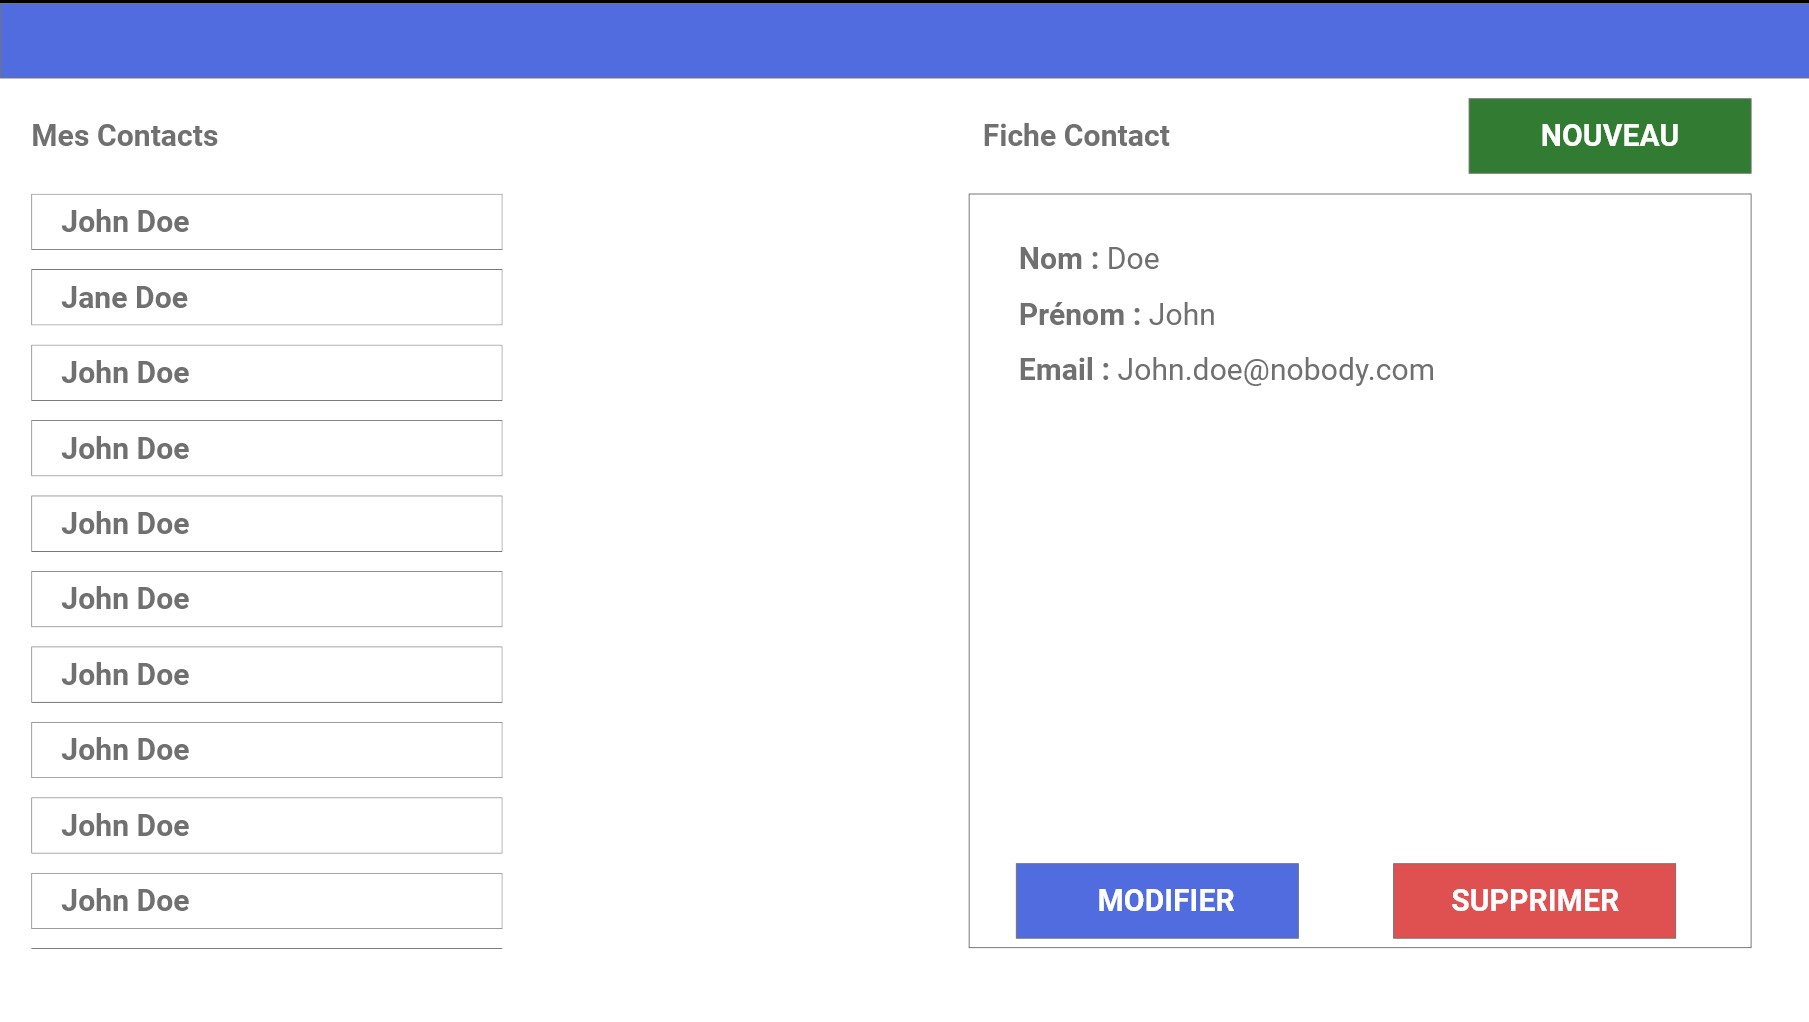 Mes Contacts
John Doe
Jane Doe
John Doe
John Doe
John Doe
John Doe
John Doe
John Doe
John Doe
John Doe
Fiche Contact
NOUVEAU
Nom : Doe
Prénom : John
Email : John.doe@nobody.com
MODIFIER
SUPPRIMER